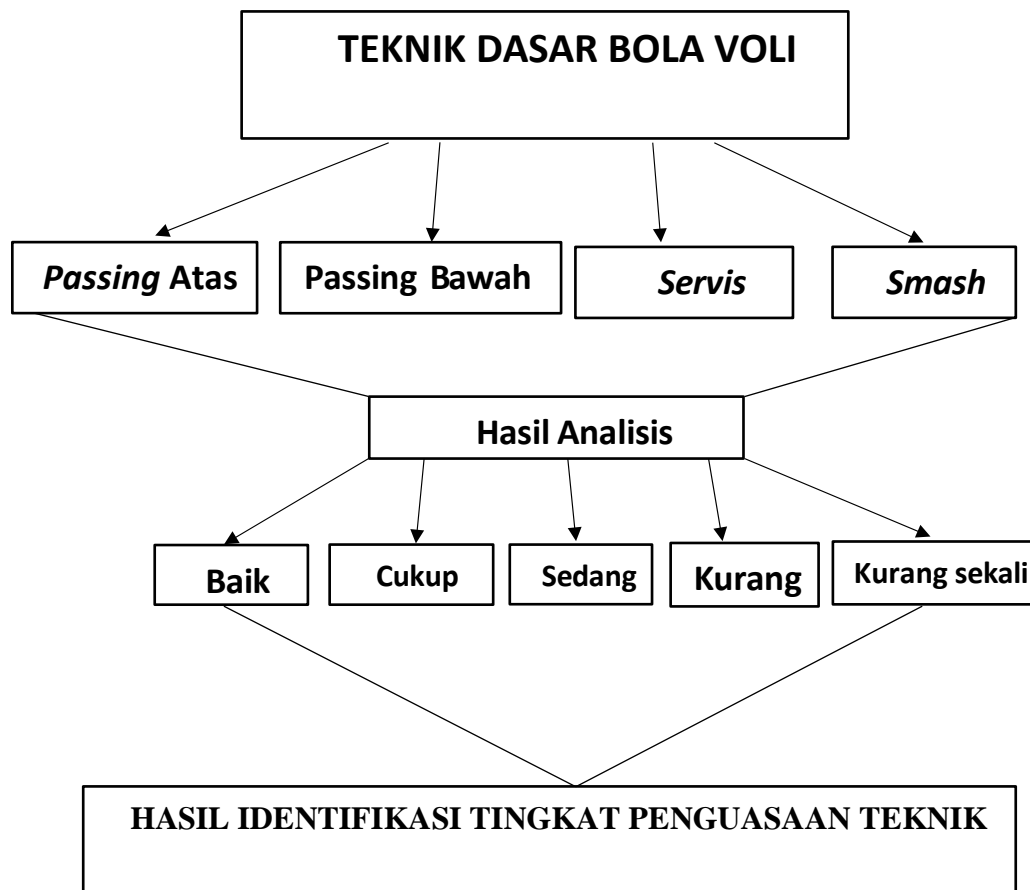 TEKNIK DASAR BOLA VOLI
Passing Atas
Passing Bawah
Servis
Smash
Hasil Analisis
Baik
Cukup
Sedang
Kurang
Kurang sekali
HASIL IDENTIFIKASI TINGKAT PENGUASAAN TEKNIK